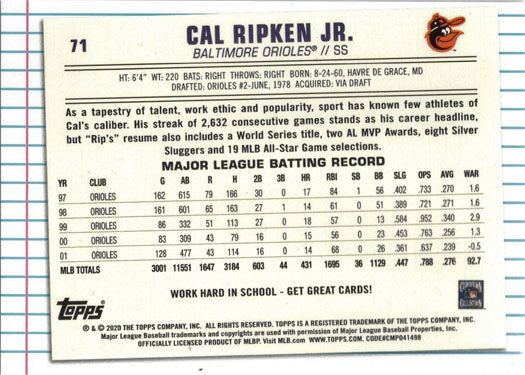 71
CAL RIPKEN JR.
BALTIMORE ORIOLES® // SS
HT: 6'4" WT: 220 BATS: RIGHT THROWS: RIGHT BORN: 8-24-60, HAVRE DE GRACE, MD
DRAFTED: ORIOLES #2-JUNE, 1978 ACQUIRED: VIA DRAFT
As a tapestry of talent, work ethic and popularity, sport has known few athletes of
Cal's caliber. His streak of 2,632 consecutive games stands as his career headline,
but "Rip's" resume also includes a World Series title, two AL MVP Awards, eight Silver
Sluggers and 19 MLB All-Star Game selections.
MAJOR LEAGUE BATTING RECORD
YR CLUB G AB R H 2B 3B HR RBI SB BB SLG OPS AVG WAR
97 ORIOLES 162 615 79 166 30 0 17 84 1 56 .402 .733 .270 1.6
98 ORIOLES 161 601 65 163 27 1 14 61 0 51 .389 .721 .271 1.6
99 ORIOLES 86 332 51 113 27 0 18 57 0 13 .584 .952 .340 2.9
00 ORIOLES 83 309 43 79 16 0 15 56 0 23 .453 .763 .256 1.3
01 ORIOLES 128 477 43 114 16 0 14 68 0 26 .361 .637 .239 -0.5
MLB TOTALS 3001 11551 1647 3184 603 44 431 1695 36 1129 .447 .788 .276 92.7
WORK HARD IN SCHOOL - GET GREAT CARDS!
topps
® & © 2020 THE TOPPS COMPANY, INC. ALL RIGHTS RESERVED. TOPPS IS A REGISTERED TRADEMARK OF THE TOPPS COMPANY, INC.
Major League Baseball trademarks and copyrights are used with permission of Major League Baseball Properties, Inc.
OFFICIALLY LICENSED PRODUCT OF MLBP. Visit MLB.com WWW.TOPPS.COM. CODE#CMP041498